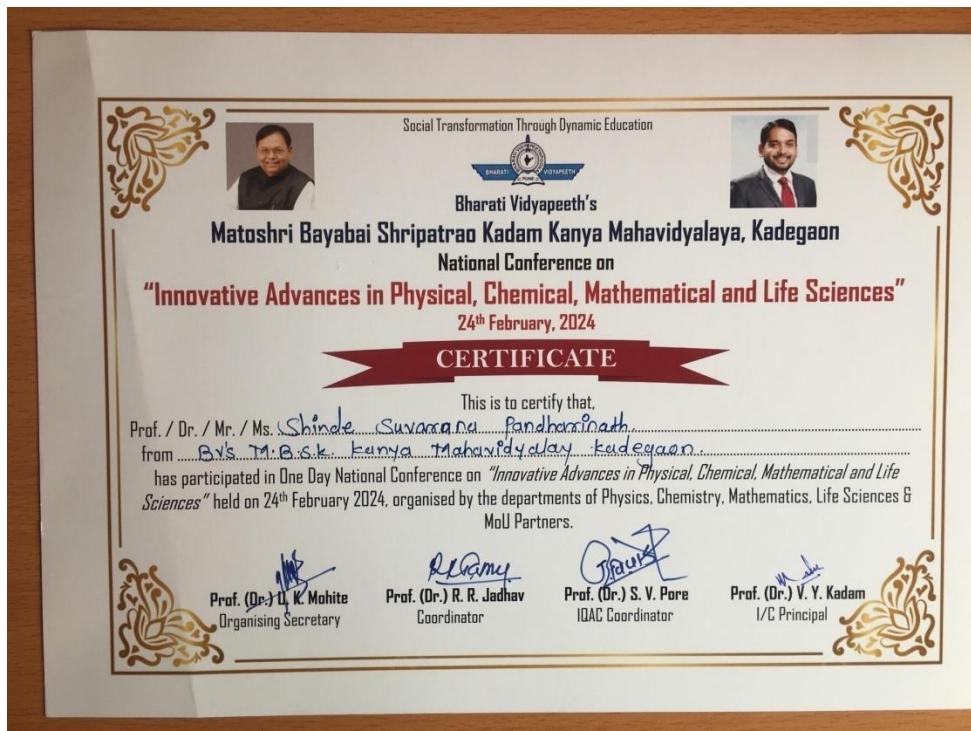 Social Transformation Through Dynamic Education
BHARATI VIDYAPEETH
PUNE
Bharati Vidyapeeth's
Matoshri Bayabai Shripatrao Kadam Kanya Mahavidyalaya, Kadegaon
National Conference on
"Innovative Advances in Physical, Chemical, Mathematical and Life Sciences"
24th February, 2024
CERTIFICATE
This is to certify that,
Prof. / Dr. / Mr. / Ms. Shinde Suvarana Pandharinath
from BV's M.B.S.K. Kanya Mahavidyalay Kadegaon.
has participated in One Day National Conference on "Innovative Advances in Physical, Chemical, Mathematical and Life
Sciences" held on 24th February 2024, organised by the departments of Physics, Chemistry, Mathematics, Life Sciences &
MoU Partners.
Prof. (Dr.) U. K. Mohite Prof. (Dr.) R. R. Jadhav Prof. (Dr.) S. V. Pore Prof. (Dr.) V. Y. Kadam
Organising Secretary Coordinator IQAC Coordinator I/C Principal